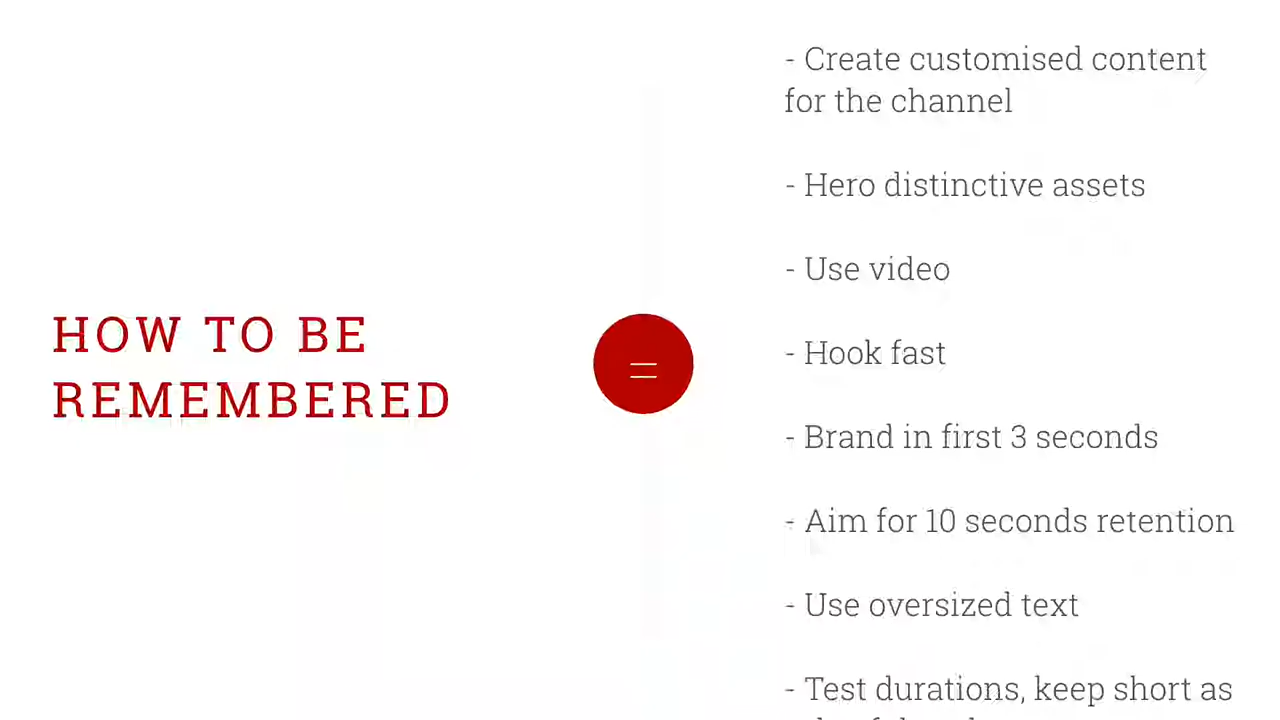 HOW TO BE
REMEMBERED
- Create customised content
for the channel
- Hero distinctive assets
- Use video
- Hook fast
- Brand in first 3 seconds
- Aim for 10 seconds retention
- Use oversized text
- Test durations, keep short as